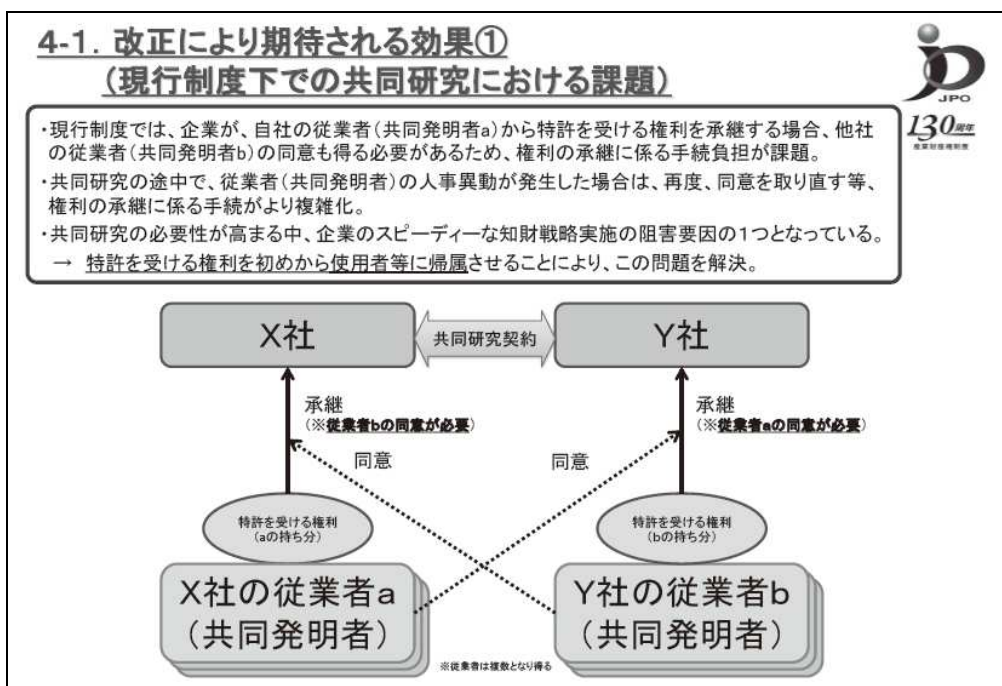 4-1．改正により期待される効果①
（現行制度下での共同研究における課題）
JPO
130周年
産業財産権制度
・現行制度では、企業が、自社の従業者（共同発明者a）から特許を受ける権利を承継する場合、他社
の従業者（共同発明者b）の同意も得る必要があるため、権利の承継に係る手続負担が課題。
・共同研究の途中で、従業者（共同発明者）の人事異動が発生した場合は、再度、同意を取り直す等、
権利の承継に係る手続がより複雑化。
・共同研究の必要性が高まる中、企業のスピーディーな知財戦略実施の阻害要因の１つとなっている。
→ 特許を受ける権利を初めから使用者等に帰属させることにより、この問題を解決。
X社
共同研究契約
Y社
承継
（※従業者bの同意が必要）
承継
（※従業者aの同意が必要）
同意
同意
特許を受ける権利
（aの持ち分）
特許を受ける権利
（bの持ち分）
X社の従業者a
（共同発明者）
Y社の従業者b
（共同発明者）
※従業者は複数となり得る